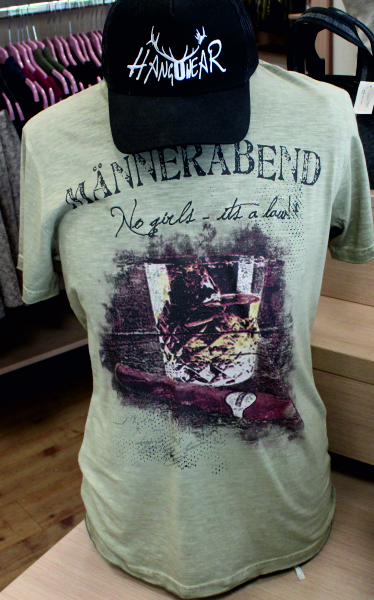 HANGOWEAR
MÄNNERABEND
No girls - its a law!